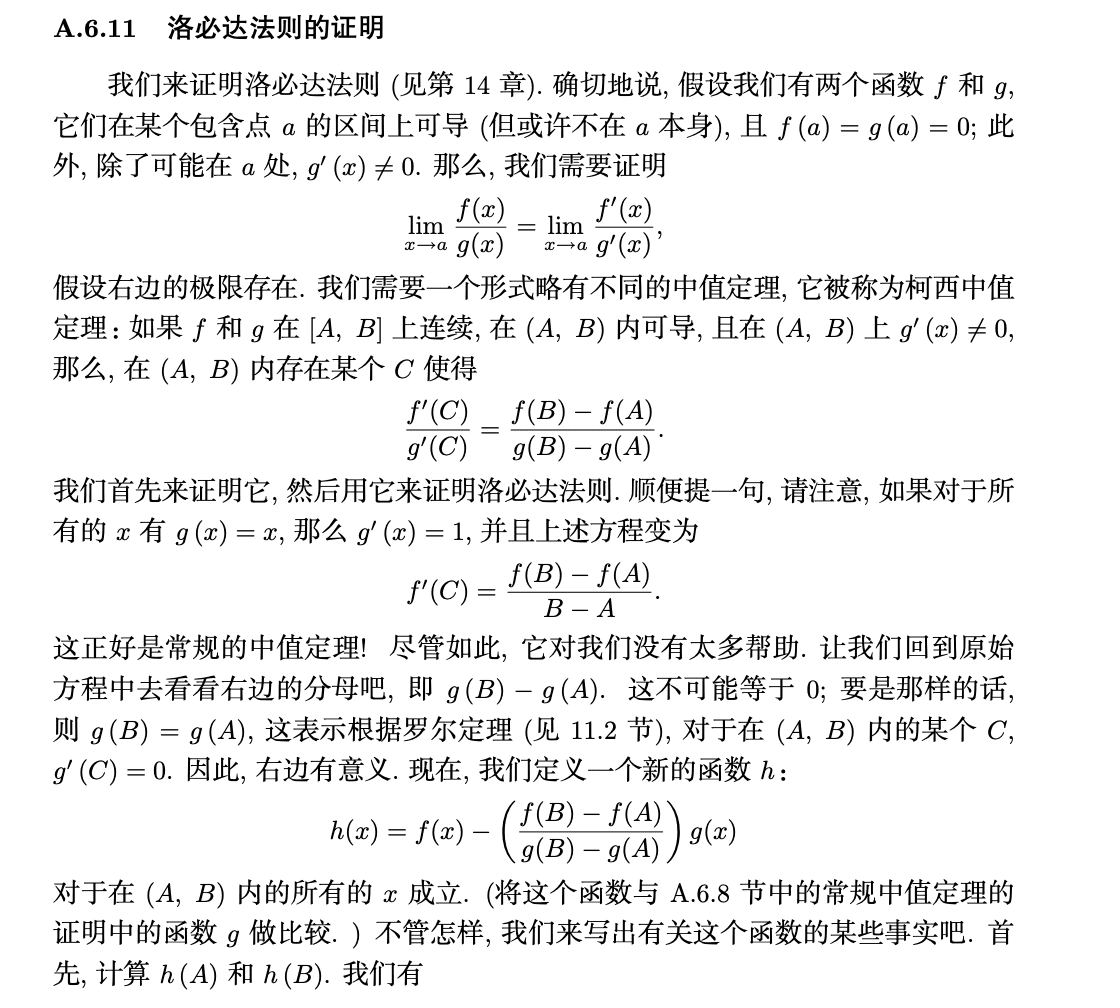 A.6.11 洛必达法则的证明
我们来证明洛必达法则 (见第 14 章). 确切地说, 假设我们有两个函数 f 和 g,
它们在某个包含点 a 的区间上可导 (但或许不在 a 本身), 且 f (a) = g (a) = 0; 此
外, 除了可能在 a 处, g′ (x) ≠ 0. 那么, 我们需要证明
lim_{x→a} f(x)/g(x) = lim_{x→a} f′(x)/g′(x),
假设右边的极限存在. 我们需要一个形式略有不同的中值定理, 它被称为柯西中值
定理：如果 f 和 g 在 [A, B] 上连续, 在 (A, B) 内可导, 且在 (A, B) 上 g′ (x) ≠ 0,
那么, 在 (A, B) 内存在某个 C 使得
f′(C)/g′(C) = (f(B) − f(A))/(g(B) − g(A)).
我们首先来证明它, 然后用它来证明洛必达法则. 顺便提一句, 请注意, 如果对于所
有的 x 有 g (x) = x, 那么 g′ (x) = 1, 并且上述方程变为
f′(C) = (f(B) − f(A))/(B − A).
这正好是常规的中值定理! 尽管如此, 它对我们没有太多帮助. 让我们回到原始
方程中去看看右边的分母吧, 即 g (B) − g (A). 这不可能等于 0; 要是那样的话,
则 g (B) = g (A), 这表示根据罗尔定理 (见 11.2 节), 对于在 (A, B) 内的某个 C,
g′ (C) = 0. 因此, 右边有意义. 现在, 我们定义一个新的函数 h：
h(x) = f(x) − ((f(B) − f(A))/(g(B) − g(A))) g(x)
对于在 (A, B) 内的所有的 x 成立. (将这个函数与 A.6.8 节中的常规中值定理的
证明中的函数 g 做比较. ) 不管怎样, 我们来写出有关这个函数的某些事实吧. 首
先, 计算 h (A) 和 h (B). 我们有